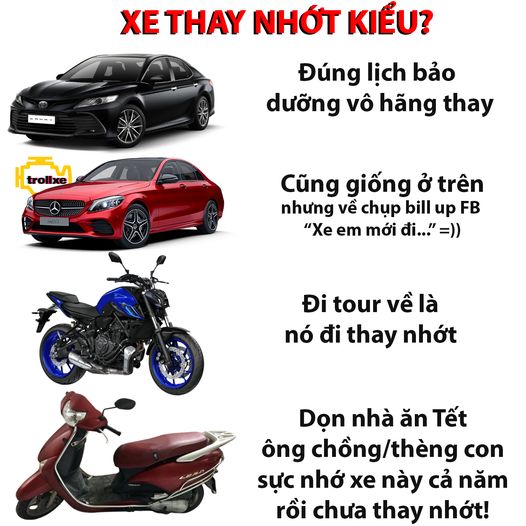 XE THAY NHỚT KIỂU?
Đúng lịch bảo
dưỡng vô hãng thay
trollxe
Cũng giống ở trên
nhưng về chụp bill up FB
“Xe em mới đi...” =))
Đi tour về là
nó đi thay nhớt
Dọn nhà ăn Tết
ông chồng/thèng con
sực nhớ xe này cả năm
rồi chưa thay nhớt!